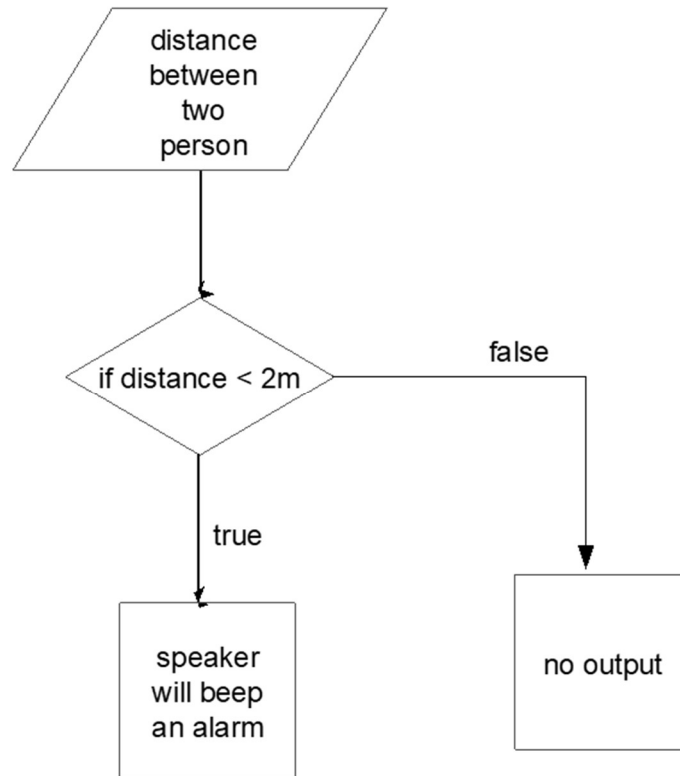 distance
between
two
person
if distance < 2m
false
true
speaker
will beep
an alarm
no output